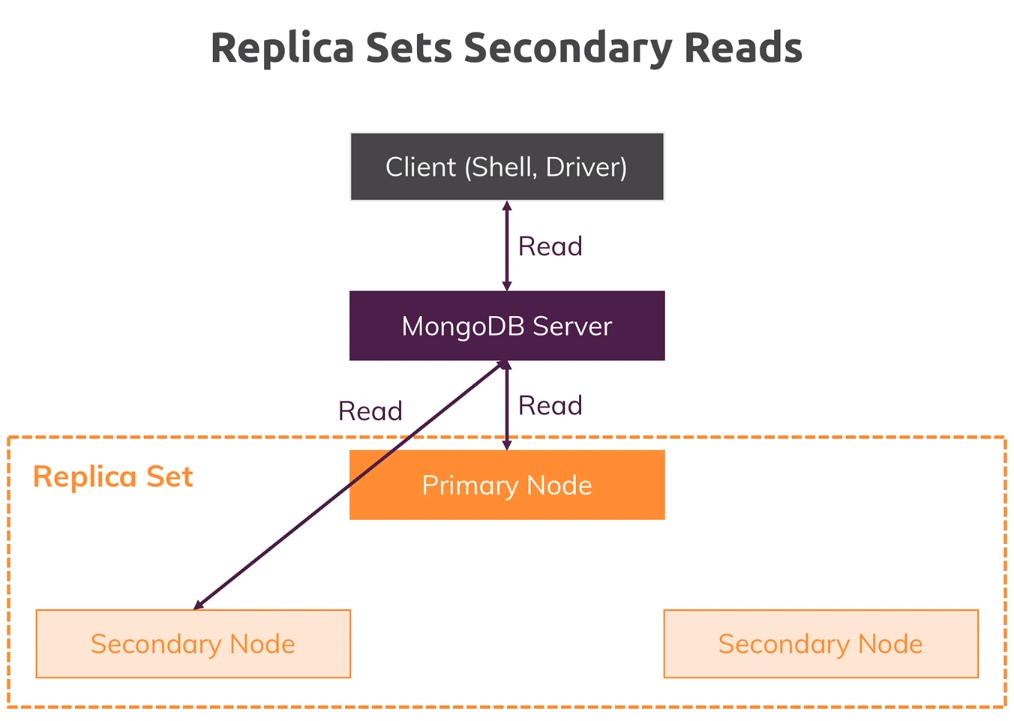 Replica Sets Secondary Reads
Client (Shell, Driver)
Read
MongoDB Server
Read
Read
Replica Set
Primary Node
Secondary Node
Secondary Node